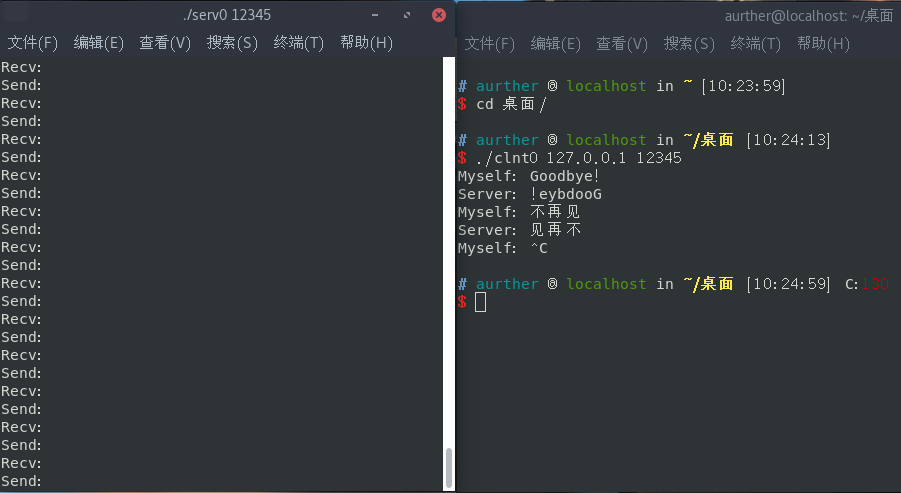 ./serv0 12345
文件(F) 编辑(E) 查看(V) 搜索(S) 终端(T) 帮助(H)
Recv:
Send:
Recv:
Send:
Recv:
Send:
Recv:
Send:
Recv:
Send:
Recv:
Send:
Recv:
Send:
Recv:
Send:
Recv:
Send:
Recv:
Send:
Recv:
Send:
Recv:
Send:
aurther@localhost: ~/桌面
文件(F) 编辑(E) 查看(V) 搜索(S) 终端(T) 帮助(H)
# aurther @ localhost in ~ [10:23:59]
$ cd 桌面/
# aurther @ localhost in ~/桌面 [10:24:13]
$ ./clnt0 127.0.0.1 12345
Myself: Goodbye!
Server: !eybdooG
Myself: 不再见
Server: 见再不
Myself: ^C
# aurther @ localhost in ~/桌面 [10:24:59] C:130
$